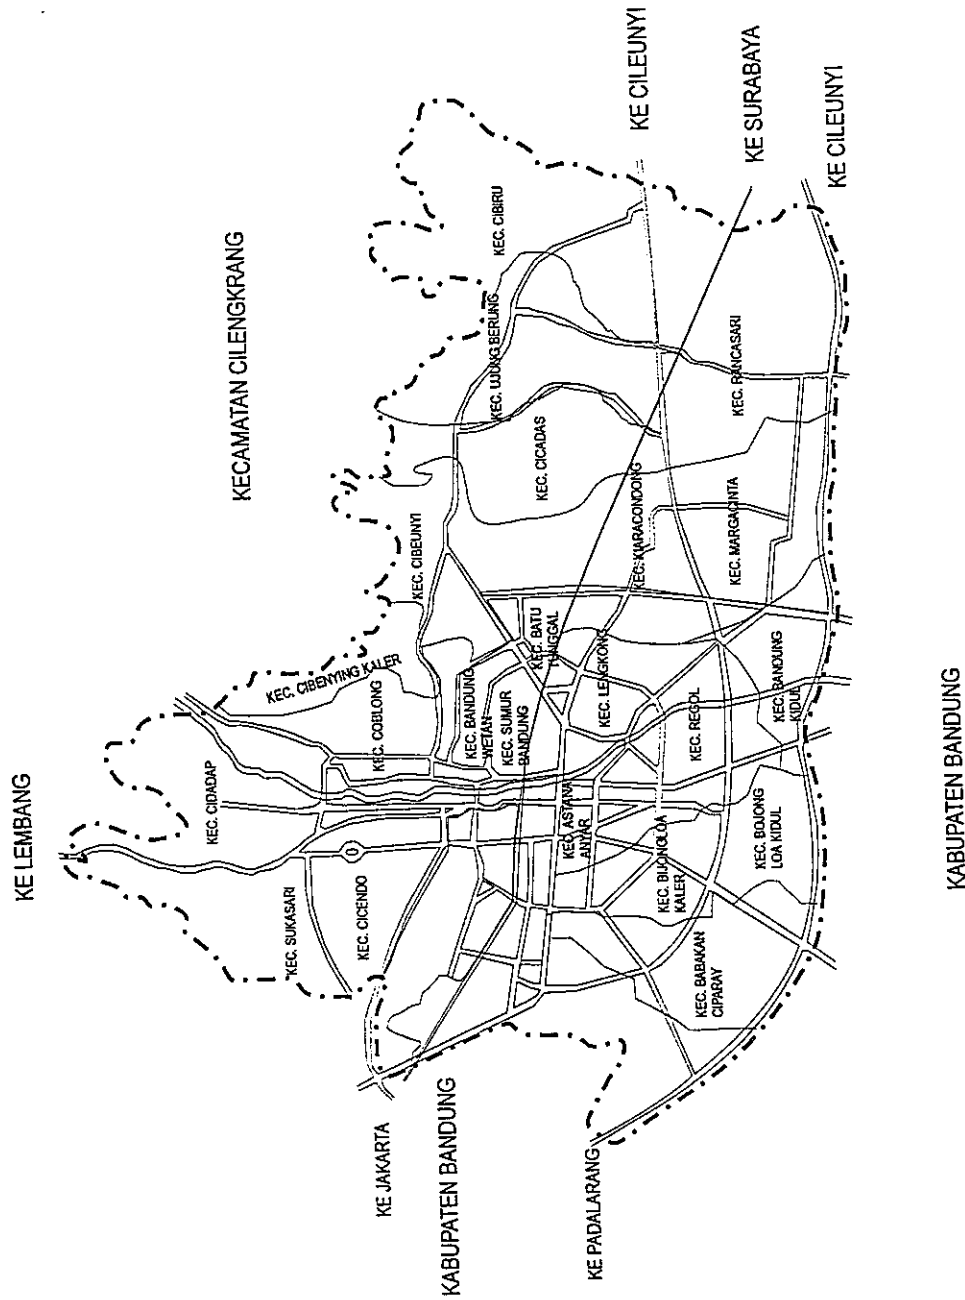 KE LEMBANG
KEC. CIDADAP
KECAMATAN CILENGKRANG
KEC. SUKASARI
KEC. CIBENYING KALER
KEC. CICENDO
KEC. COBLONG
KE JAKARTA
KEC. CIBEUNYI
KABUPATEN BANDUNG
KEC. BANDUNG
WETAN
KEC. UJUNG BERUNG
KEC. CIBIRU
KEC. SUMUR
BANDUNG
KEC. BATU
TUNGGAL
KEC. CICADAS
KEC. ASTANA
ANYAR
KE PADALARANG
KEC. LENGKONG
KEC. KIARACONDONG
KE CILEUNYI
KEC. BIJONOLOA
KALER
KEC. REGOL
KEC. BABAKAN
CIPARAY
KEC. MARGACINTA
KEC. RANCASARI
KE SURABAYA
KEC. BOJONG
LOA KIDUL
KEC. BANDUNG
KIDUL
KE CILEUNYI
KABUPATEN BANDUNG